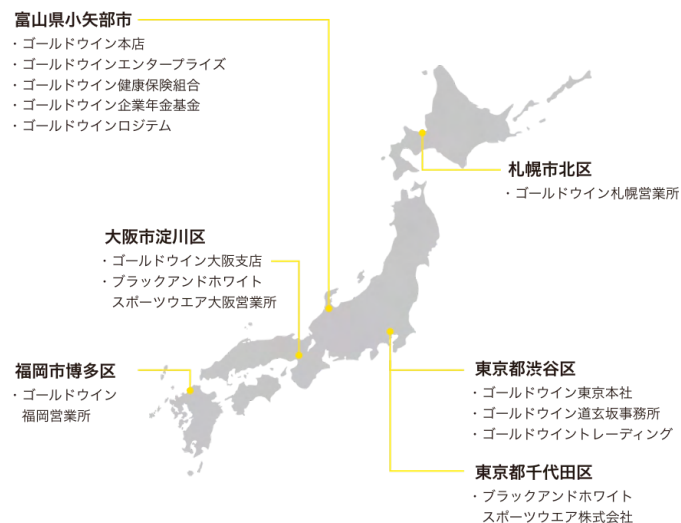 富山県小矢部市
・ゴールドウイン本店
・ゴールドウインエンタープライズ
・ゴールドウイン健康保険組合
・ゴールドウイン企業年金基金
・ゴールドウインロジテム
札幌市北区
・ゴールドウイン札幌営業所
大阪市淀川区
・ゴールドウイン大阪支店
・ブラックアンドホワイト
スポーツウエア大阪営業所
福岡市博多区
・ゴールドウイン
福岡営業所
東京都渋谷区
・ゴールドウイン東京本社
・ゴールドウイン道玄坂事務所
・ゴールドウイントレーディング
東京都千代田区
・ブラックアンドホワイト
スポーツウエア株式会社